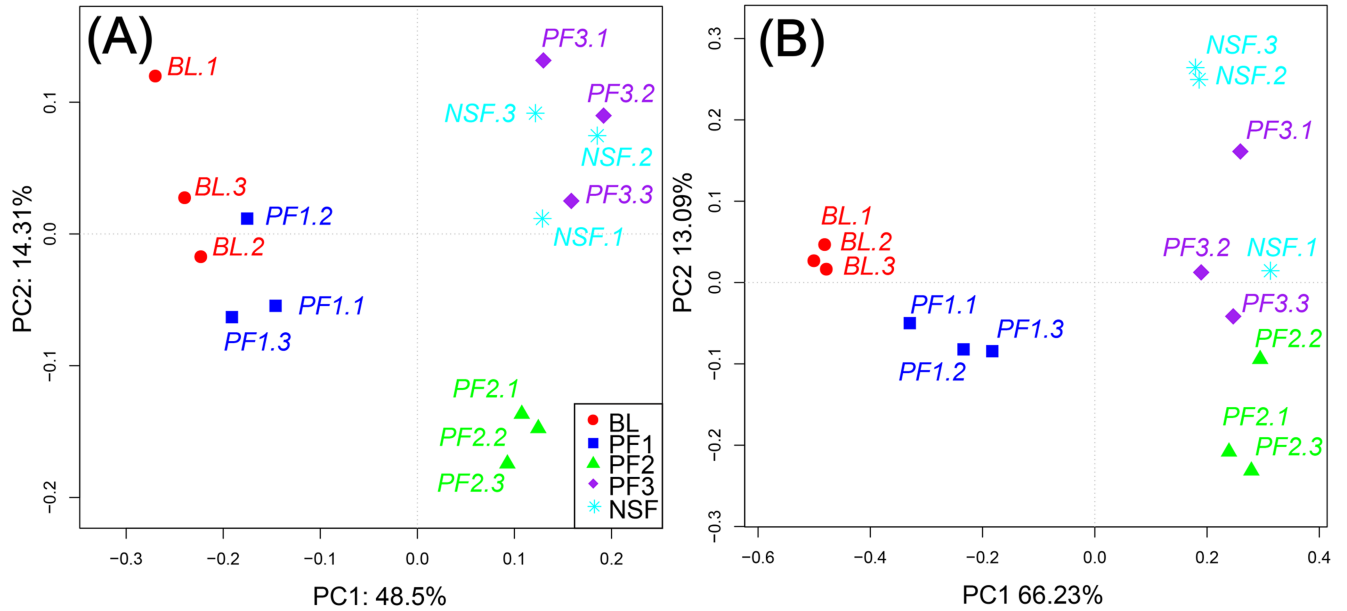 (A)
BL.1
PF3.1
PF3.2
NSF.3
NSF.2
BL.3
PF3.3
PF1.2
NSF.1
BL.2
PF1.1
PF1.3
PF2.1
PF2.2
PF2.3
BL
PF1
PF2
PF3
NSF
0.1
0.0
−0.1
−0.2
PC2: 14.31%
−0.3
−0.2
−0.1
0.0
0.1
0.2
PC1: 48.5%
(B)
NSF.3
NSF.2
PF3.1
BL.1
BL.2
BL.3
PF3.2
NSF.1
PF1.1
PF3.3
PF1.3
PF2.2
PF1.2
PF2.1
PF2.3
0.3
0.2
0.1
0.0
−0.1
−0.2
−0.3
PC2 13.09%
−0.6
−0.4
−0.2
0.0
0.2
0.4
PC1 66.23%